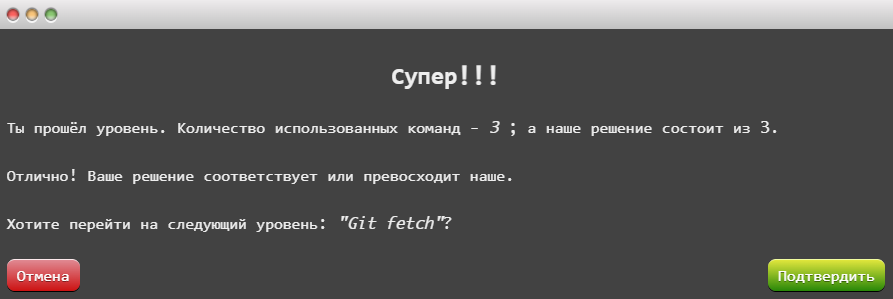 Супер!!!
Ты прошёл уровень. Количество использованных команд - 3 ; а наше решение состоит из 3.
Отлично! Ваше решение соответствует или превосходит наше.
Хотите перейти на следующий уровень: "Git fetch"?
Отмена
Подтвердить